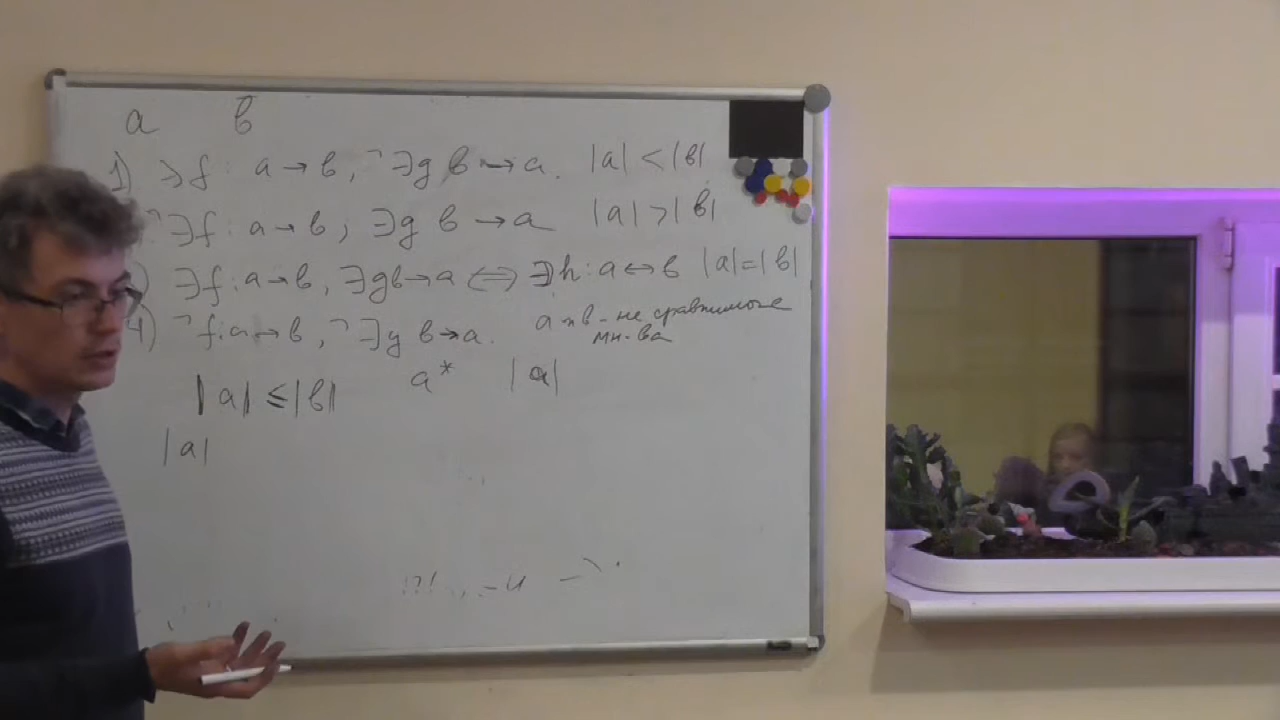 a в
1) ∃f: a → в, ¬∃g в → a. |a| < |в|
¬∃f: a → в, ∃g в → a |a| > |в|
) ∃f: a → в, ∃g в → a ⟺ ∃h: a ↔ в |a| = |в|
4) ¬f: a → в, ¬∃g в → a. a и в - не сравнимые
мн-ва
|a| ≤ |в| a* |a|
|a|